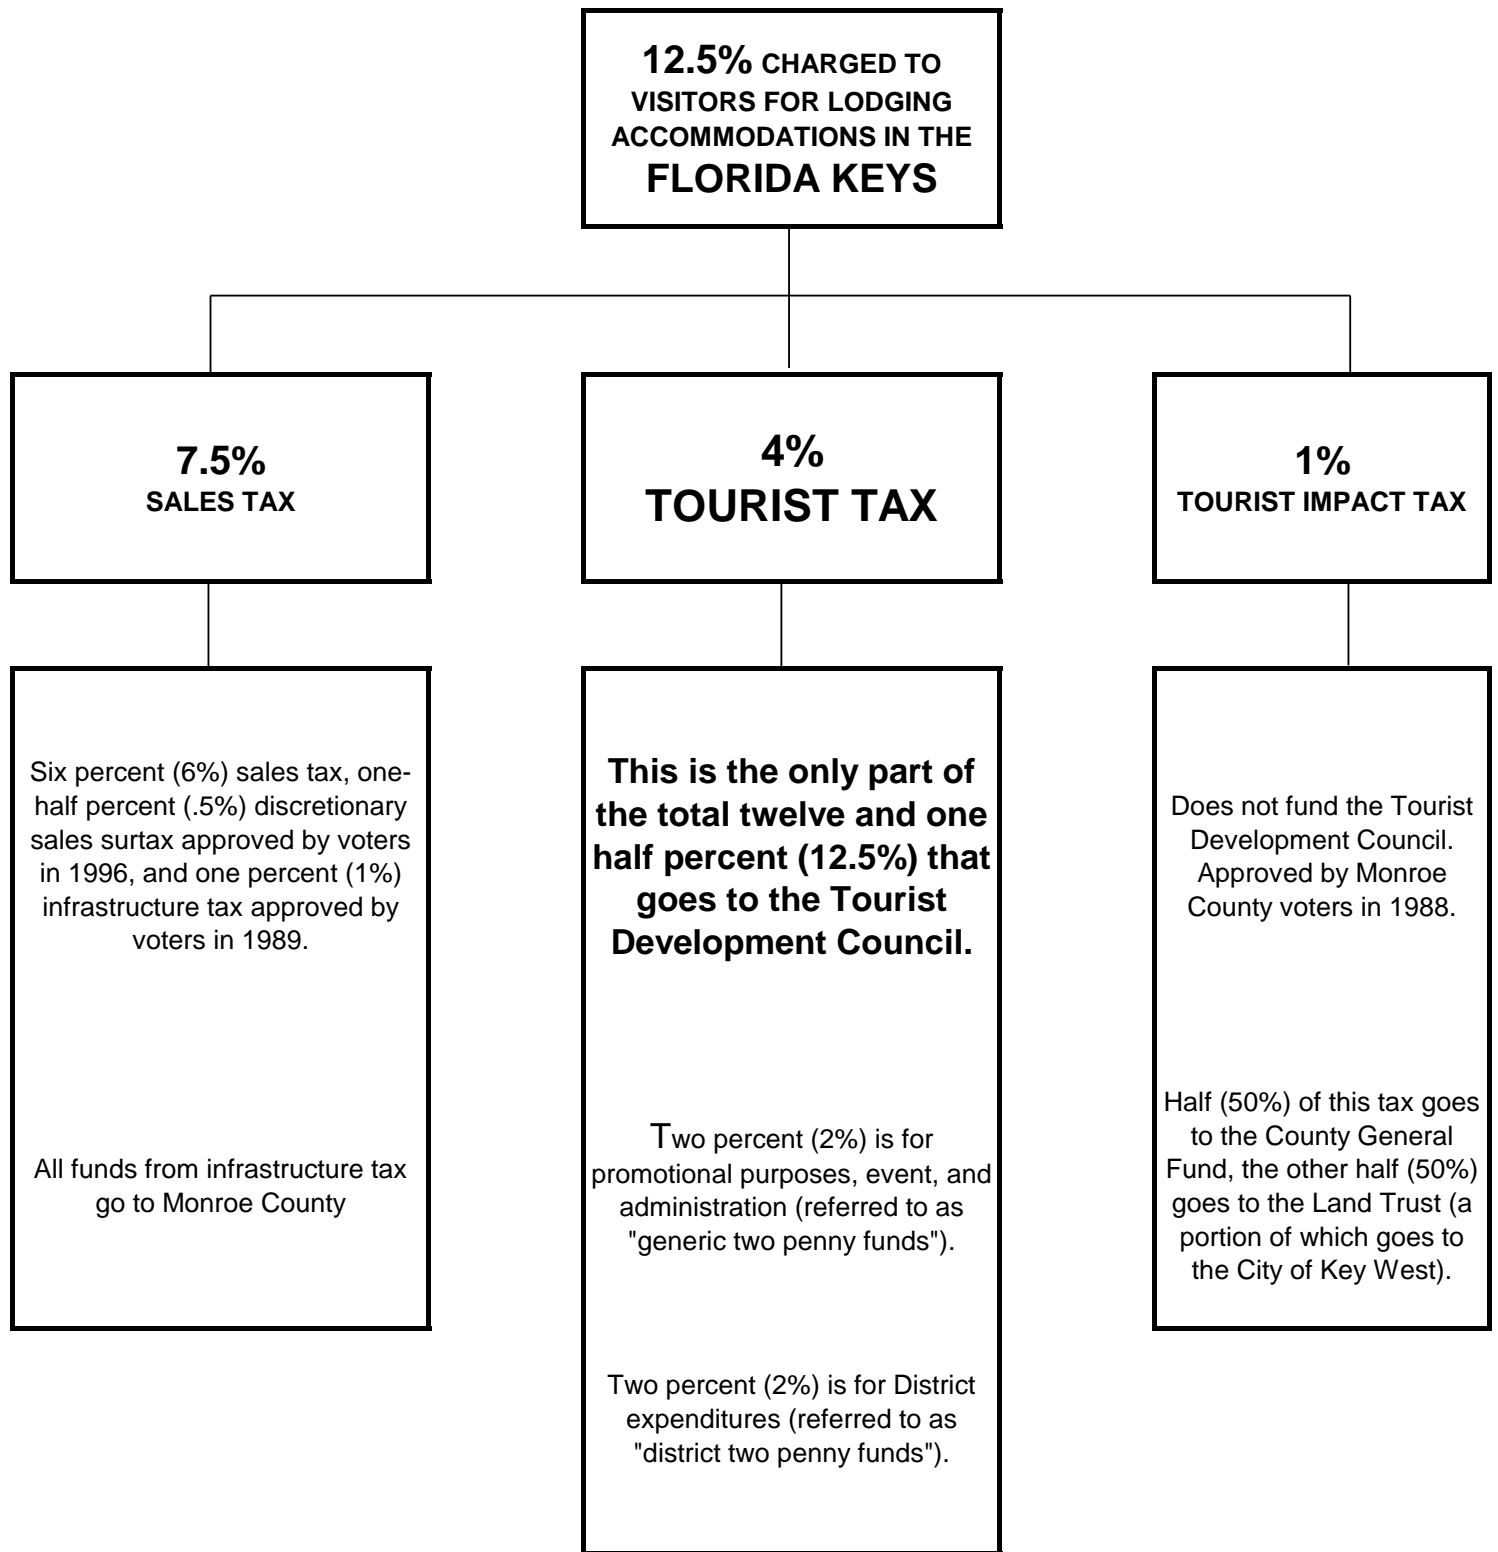 12.5% CHARGED TO
VISITORS FOR LODGING
ACCOMMODATIONS IN THE
FLORIDA KEYS
7.5%
SALES TAX
4%
TOURIST TAX
1%
TOURIST IMPACT TAX
Six percent (6%) sales tax, one-
half percent (.5%) discretionary
sales surtax approved by voters
in 1996, and one percent (1%)
infrastructure tax approved by
voters in 1989.
All funds from infrastructure tax
go to Monroe County
This is the only part of
the total twelve and one
half percent (12.5%) that
goes to the Tourist
Development Council.
Two percent (2%) is for
promotional purposes, event, and
administration (referred to as
"generic two penny funds").
Two percent (2%) is for District
expenditures (referred to as
"district two penny funds").
Does not fund the Tourist
Development Council.
Approved by Monroe
County voters in 1988.
Half (50%) of this tax goes
to the County General
Fund, the other half (50%)
goes to the Land Trust (a
portion of which goes to
the City of Key West).